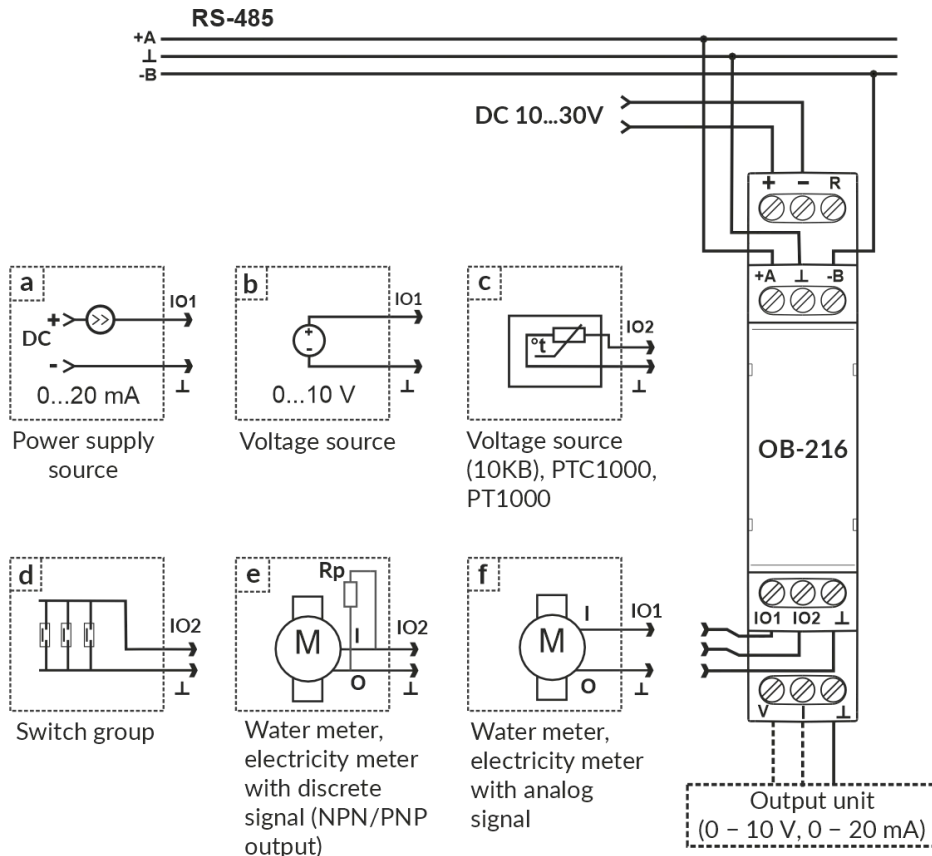 RS-485
+A
⊥
-B
DC 10...30V
+ − R
+A ⊥ -B
OB-216
IO1 IO2 ⊥
V I ⊥
Output unit
(0 – 10 V, 0 – 20 mA)
a
+
DC
-
IO1
⊥
0...20 mA
Power supply
source
b
+
-
IO1
⊥
0...10 V
Voltage source
c
°t
IO2
⊥
Voltage source
(10KB), PTC1000,
PT1000
d
IO2
⊥
Switch group
e
Rp
M
I
O
IO2
⊥
Water meter,
electricity meter
with discrete
signal (NPN/PNP
output)
f
M
I
O
IO1
⊥
Water meter,
electricity meter
with analog
signal